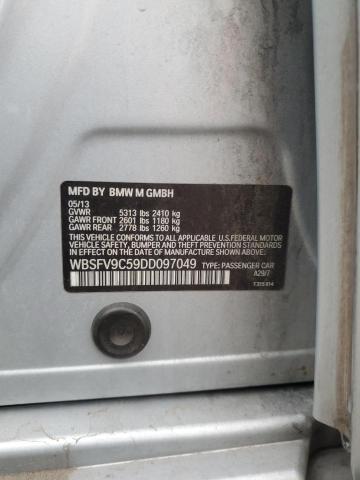 MFD BY BMW M GMBH
05/13
GVWR 5313 lbs 2410 kg
GAWR FRONT 2601 lbs 1180 kg
GAWR REAR 2778 lbs 1260 kg
THIS VEHICLE CONFORMS TO ALL APPLICABLE U.S. FEDERAL MOTOR
VEHICLE SAFETY, BUMPER, AND THEFT PREVENTION STANDARDS
IN EFFECT ON THE DATE OF MANUFACTURE SHOWN ABOVE.
WBSFV9C59DD097049 TYPE: PASSENGER CAR
A29/7